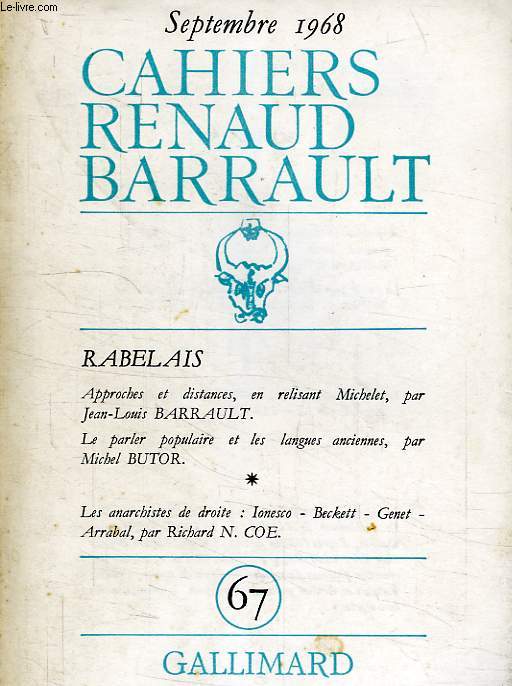 Le-livre.com
Septembre 1968
CAHIERS
RENAUD
BARRAULT
RABELAIS
Approches et distances, en relisant Michelet, par
Jean-Louis BARRAULT.
Le parler populaire et les langues anciennes, par
Michel BUTOR.
*
Les anarchistes de droite : Ionesco - Beckett - Genet -
Arrabal, par Richard N. COE.
67
GALLIMARD